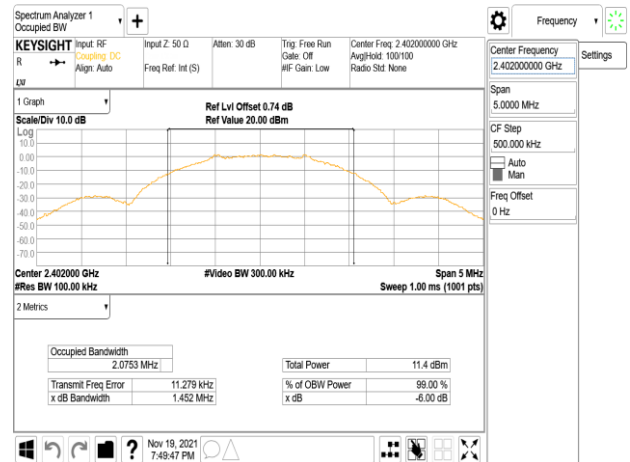 Spectrum Analyzer 1
Occupied BW
+
Frequency
KEYSIGHT
R
LXI
Input: RF
Coupling: DC
Align: Auto
Input Z: 50 Ω
Freq Ref: Int (S)
Atten: 30 dB
Trig: Free Run
Gate: Off
#IF Gain: Low
Center Freq: 2.402000000 GHz
Avg|Hold: 100/100
Radio Std: None
Center Frequency
2.402000000 GHz
Settings
Span
5.0000 MHz
CF Step
500.000 kHz
Auto
Man
Freq Offset
0 Hz
1 Graph
Scale/Div 10.0 dB
Ref Lvl Offset 0.74 dB
Ref Value 20.00 dBm
Log
10.0
0.00
-10.0
-20.0
-30.0
-40.0
-50.0
-60.0
-70.0
Center 2.402000 GHz
#Video BW 300.00 kHz
Span 5 MHz
#Res BW 100.00 kHz
Sweep 1.00 ms (1001 pts)
2 Metrics
Occupied Bandwidth
2.0753 MHz
Total Power 11.4 dBm
Transmit Freq Error 11.279 kHz
% of OBW Power 99.00 %
x dB Bandwidth 1.452 MHz
x dB -6.00 dB
?
Nov 19, 2021
7:49:47 PM